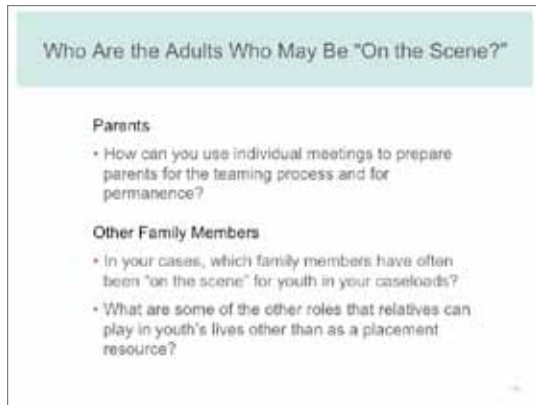 Who Are the Adults Who May Be "On the Scene?"
Parents
• How can you use individual meetings to prepare
parents for the teaming process and for
permanence?
Other Family Members
• In your cases, which family members have often
been "on the scene" for youth in your caseloads?
• What are some of the other roles that relatives can
play in youth's lives other than as a placement
resource?